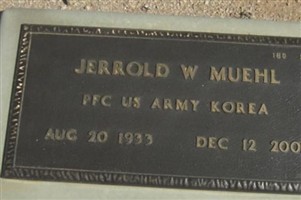 JERROLD W MUEHL
PFC US ARMY KOREA
AUG 20 1933 DEC 12 200